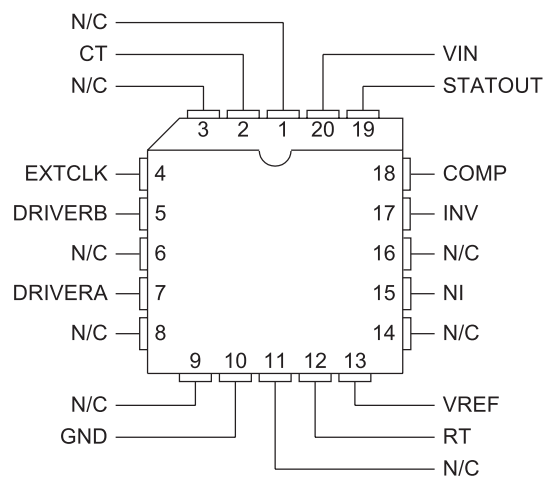 N/C
CT
VIN
N/C
STATOUT
3 2 1 20 19
EXTCLK 4 18 COMP
DRIVERB 5 17 INV
N/C 6 16 N/C
DRIVERA 7 15 NI
N/C 8 14 N/C
9 10 11 12 13
N/C
VREF
GND
RT
N/C